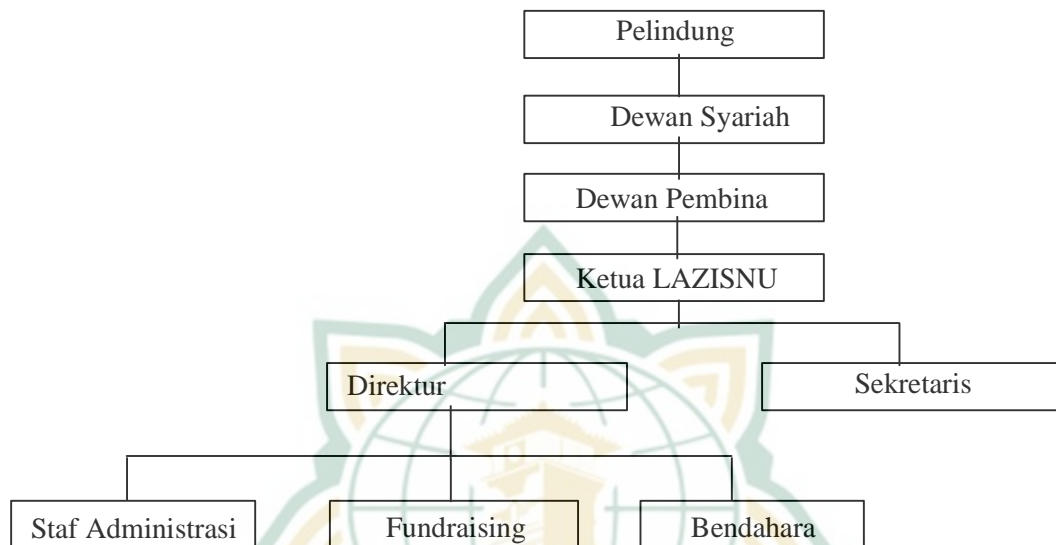 Pelindung
Dewan Syariah
Dewan Pembina
Ketua LAZISNU
Direktur
Sekretaris
Staf Administrasi
Fundraising
Bendahara